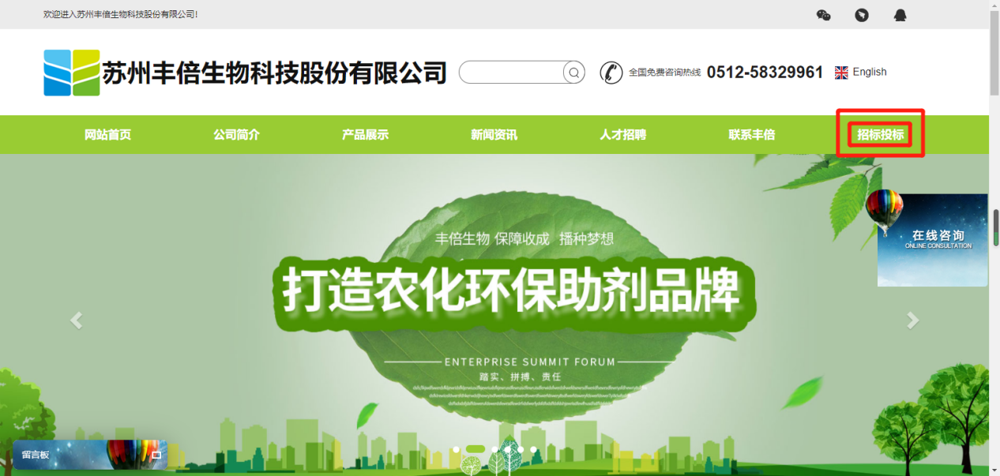 欢迎进入苏州丰倍生物科技股份有限公司!
苏州丰倍生物科技股份有限公司
全国免费咨询热线 0512-58329961 English
网站首页 公司简介 产品展示 新闻资讯 人才招聘 联系丰倍 招标投标
丰倍生物 保障收成 播种梦想
打造农化环保助剂品牌
ENTERPRISE SUMMIT FORUM
踏实、拼搏、责任
在线咨询
ONLINE CONSULTATION
留言板